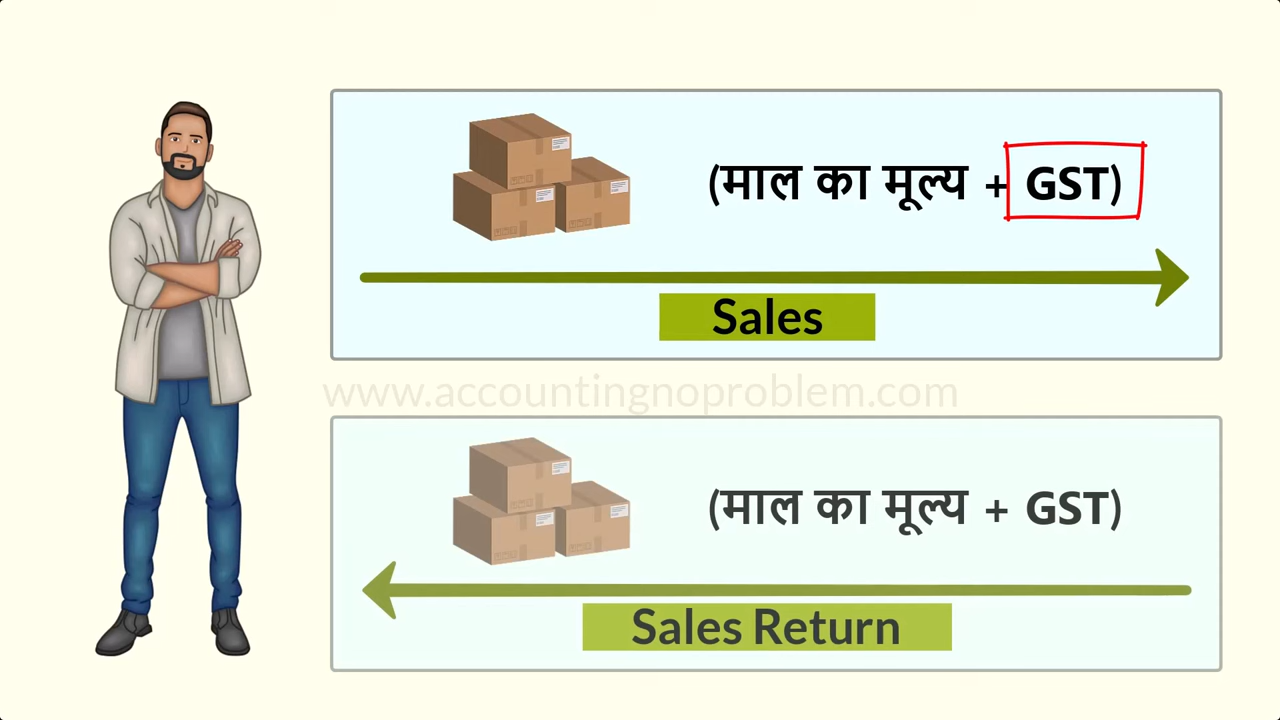 (माल का मूल्य + GST)
Sales
www.accountingnoproblem.com
(माल का मूल्य + GST)
Sales Return